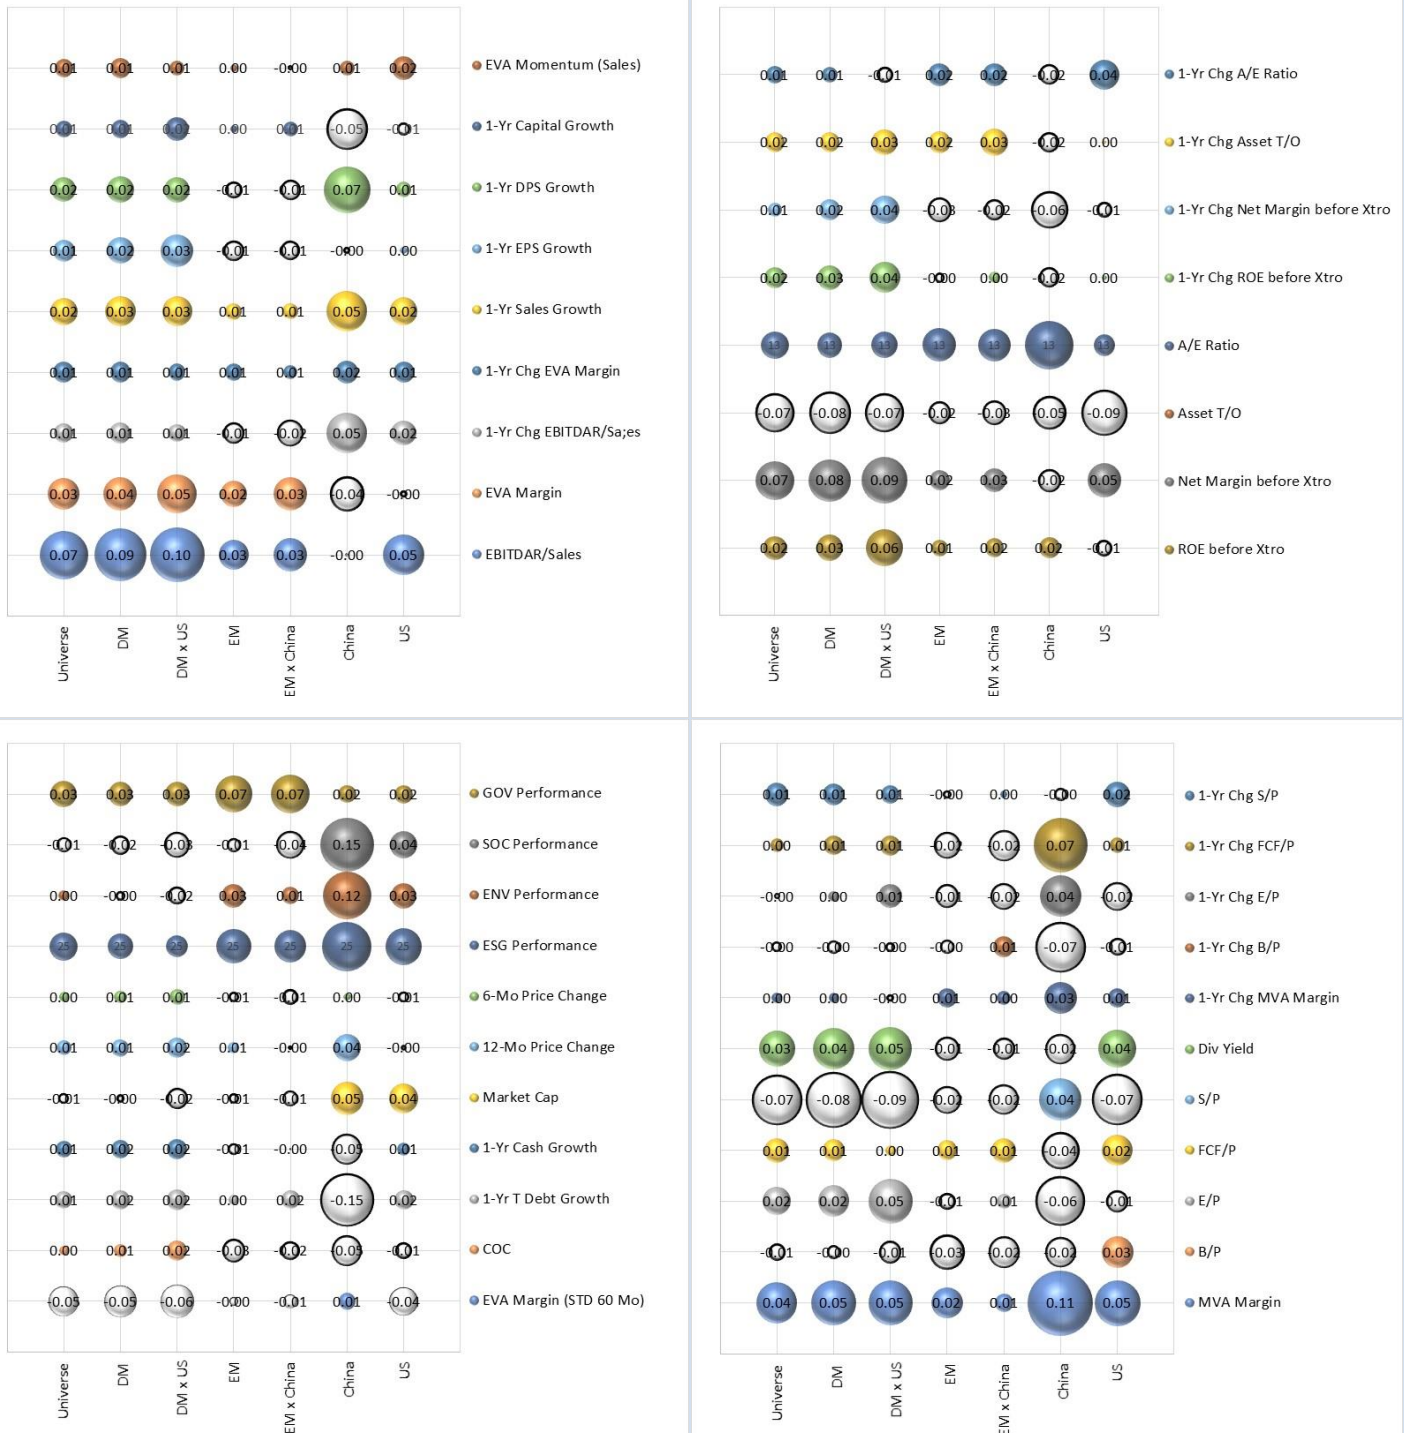 0.01 0.01 0.01 0.00 -0.00 0.01 0.02 EVA Momentum (Sales)
0.01 0.01 0.02 0.00 0.01 -0.05 -0.01 1-Yr Capital Growth
0.02 0.02 0.02 -0.01 -0.01 0.07 0.01 1-Yr DPS Growth
0.01 0.02 0.03 -0.01 -0.01 -0.00 0.00 1-Yr EPS Growth
0.02 0.03 0.03 0.01 0.01 0.05 0.02 1-Yr Sales Growth
0.01 0.01 0.01 0.01 0.01 0.02 0.01 1-Yr Chg EVA Margin
0.01 0.01 0.01 -0.01 -0.02 0.05 0.02 1-Yr Chg EBITDAR/Sa;es
0.03 0.04 0.05 0.02 0.03 -0.04 -0.00 EVA Margin
0.07 0.09 0.10 0.03 0.03 -0.00 0.05 EBITDAR/Sales
Universe DM DM x US EM EM x China China US
0.01 0.01 -0.01 0.02 0.02 -0.02 0.04 1-Yr Chg A/E Ratio
0.02 0.02 0.03 0.02 0.03 -0.02 0.00 1-Yr Chg Asset T/O
0.01 0.02 0.04 -0.03 -0.02 -0.06 -0.01 1-Yr Chg Net Margin before Xtro
0.02 0.03 0.04 -0.00 0.00 -0.02 0.00 1-Yr Chg ROE before Xtro
13 13 13 13 13 13 13 A/E Ratio
-0.07 -0.08 -0.07 -0.02 -0.03 -0.05 -0.09 Asset T/O
0.07 0.08 0.09 0.02 0.03 -0.02 0.05 Net Margin before Xtro
0.02 0.03 0.06 0.01 0.02 0.02 -0.01 ROE before Xtro
Universe DM DM x US EM EM x China China US
0.03 0.03 0.03 0.07 0.07 0.02 0.02 GOV Performance
-0.01 -0.02 -0.03 -0.01 -0.04 0.15 0.04 SOC Performance
0.00 -0.00 -0.02 0.03 0.01 0.12 0.03 ENV Performance
25 25 25 25 25 25 25 ESG Performance
0.00 0.01 0.01 -0.01 -0.01 0.00 -0.01 6-Mo Price Change
0.01 0.01 0.02 0.01 -0.00 0.04 -0.00 12-Mo Price Change
-0.01 -0.00 -0.02 -0.01 -0.01 0.05 0.04 Market Cap
0.01 0.02 0.02 -0.01 -0.00 -0.05 0.01 1-Yr Cash Growth
0.01 0.02 0.02 0.00 0.02 -0.15 0.02 1-Yr T Debt Growth
0.00 0.01 0.02 -0.03 -0.02 -0.05 -0.01 COC
-0.05 -0.05 -0.06 -0.00 -0.01 0.01 -0.04 EVA Margin (STD 60 Mo)
Universe DM DM x US EM EM x China China US
0.01 0.01 0.01 -0.00 0.00 -0.00 0.02 1-Yr Chg S/P
0.00 0.01 0.01 -0.02 -0.02 0.07 0.01 1-Yr Chg FCF/P
-0.00 0.00 0.01 -0.01 -0.02 0.04 -0.02 1-Yr Chg E/P
-0.00 -0.00 -0.00 -0.00 0.01 -0.07 -0.01 1-Yr Chg B/P
0.00 0.00 -0.00 0.01 0.00 0.03 0.01 1-Yr Chg MVA Margin
0.03 0.04 0.05 -0.01 -0.01 -0.02 0.04 Div Yield
-0.07 -0.08 -0.09 -0.02 -0.02 0.04 -0.07 S/P
0.01 0.01 0.00 0.01 0.01 -0.04 0.02 FCF/P
0.02 0.02 0.05 -0.01 0.01 -0.06 -0.01 E/P
-0.01 -0.00 -0.01 -0.03 -0.02 -0.02 0.03 B/P
0.04 0.05 0.05 0.02 0.01 0.11 0.05 MVA Margin
Universe DM DM x US EM EM x China China US